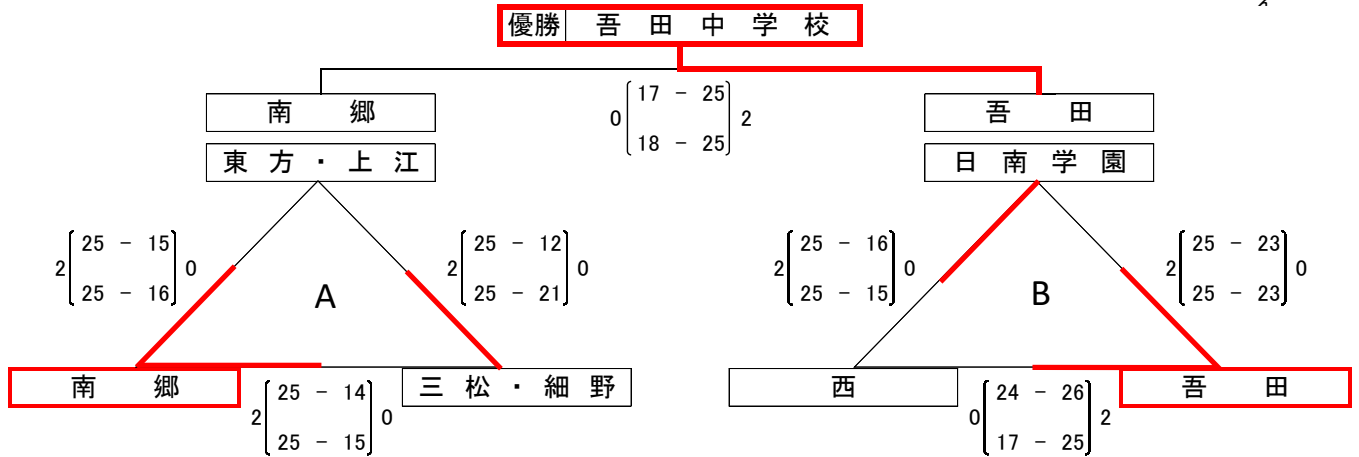 優勝 吾田中学校
南郷
0 17 - 25 2
18 - 25
吾田
東方・上江
日南学園
2 25 - 15 0
25 - 16
2 25 - 12 0
25 - 21
A
2 25 - 16 0
25 - 15
2 25 - 23 0
25 - 23
B
南郷
2 25 - 14 0
25 - 15
三松・細野
西
0 24 - 26 2
17 - 25
吾田